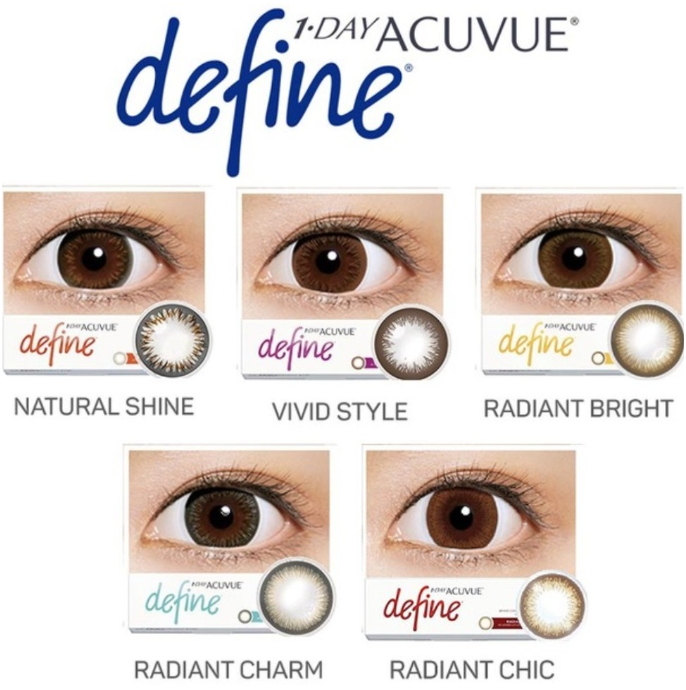 1·DAY ACUVUE®
define®
1·DAY ACUVUE®
define
1·DAY ACUVUE®
define
1·DAY ACUVUE®
define
NATURAL SHINE
VIVID STYLE
RADIANT BRIGHT
1·DAY ACUVUE®
define
1·DAY ACUVUE®
define
RADIANT CHARM
RADIANT CHIC